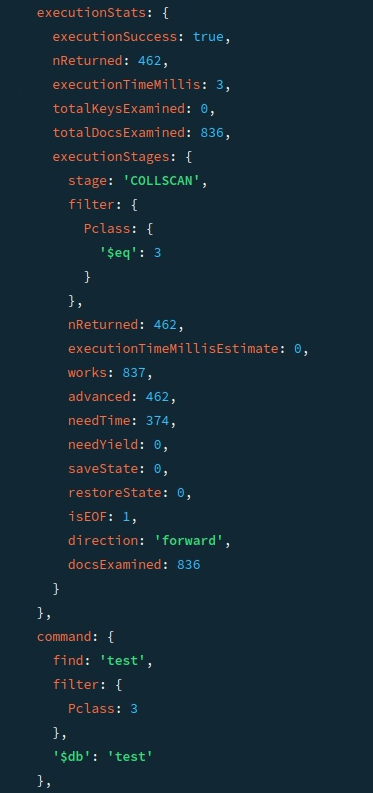 executionStats: {
executionSuccess: true,
nReturned: 462,
executionTimeMillis: 3,
totalKeysExamined: 0,
totalDocsExamined: 836,
executionStages: {
stage: 'COLLSCAN',
filter: {
Pclass: {
'$eq': 3
}
},
nReturned: 462,
executionTimeMillisEstimate: 0,
works: 837,
advanced: 462,
needTime: 374,
needYield: 0,
saveState: 0,
restoreState: 0,
isEOF: 1,
direction: 'forward',
docsExamined: 836
}
},
command: {
find: 'test',
filter: {
Pclass: 3
},
'$db': 'test'
},